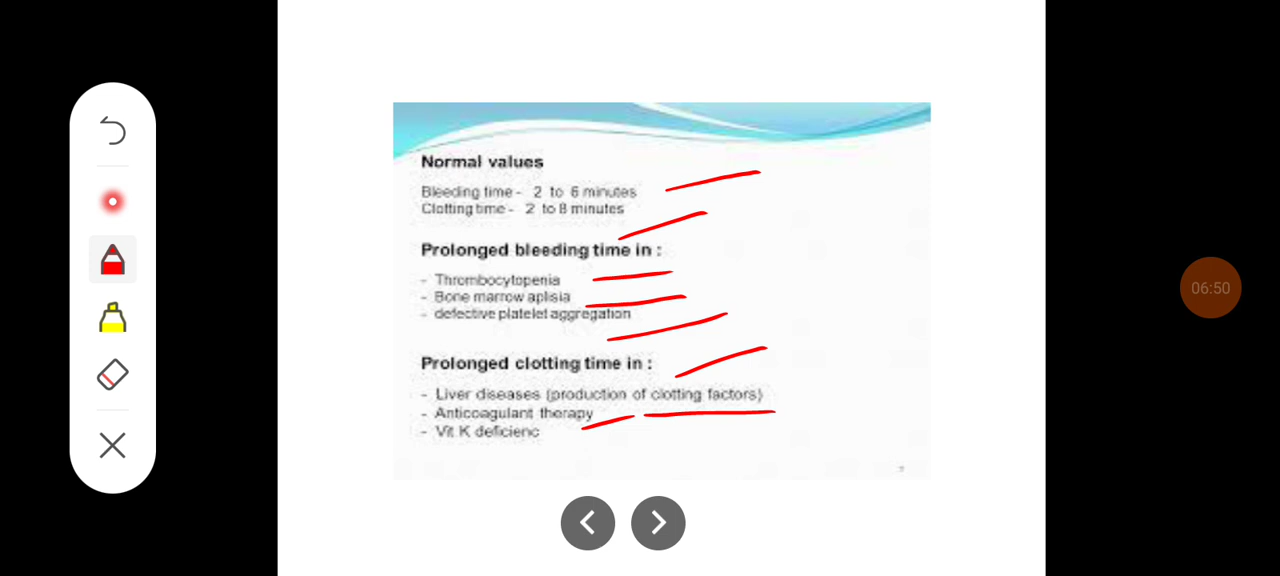 Normal values
Bleeding time - 2 to 6 minutes
Clotting time - 2 to 8 minutes
Prolonged bleeding time in :
- Thrombocytopenia
- Bone marrow aplisia
- defective platelet aggregation
Prolonged clotting time in :
- Liver diseases (production of clotting factors)
- Anticoagulant therapy
- Vit K deficienc
06:50